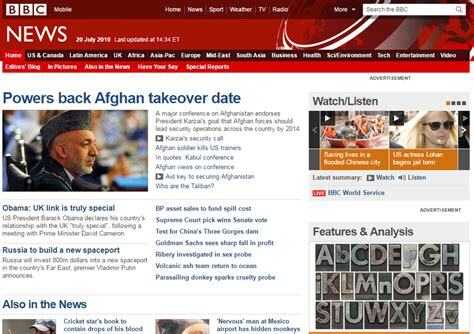 BBC Mobile News Sport Weather TV Radio More Search the BBC
NEWS 20 July 2010 Last updated at 14:34 ET
Home US & Canada Latin America UK Africa Asia-Pac Europe Mid-East South Asia Business Health Sci/Environment Tech Entertainment Video
Editors' Blog In Pictures Also in the News Have Your Say Special Reports
ADVERTISEMENT
Powers back Afghan takeover date
A major conference on Afghanistan endorses
President Karzai's goal that Afghan forces should
lead security operations across the country by 2014
Karzai's security call
Afghan soldier kills US trainers
In quotes: Kabul conference
Afghan views on conference
Aid key to securing Afghanistan
Who are the Taliban?
Obama: UK link is truly special
US President Barack Obama declares his country's
relationship with the UK "truly special", following a
meeting with Prime Minister David Cameron.
Russia to build a new spaceport
Russia will invest 800m dollars into a new spaceport
in the country's Far East, premier Vladimir Putin
announces.
BP asset sales to fund spill cost
Supreme Court pick wins Senate vote
Test for China's Three Gorges dam
Goldman Sachs sees sharp fall in profit
Ribery investigated in sex probe
Volcanic ash return team to ocean
Divers find 'oldest champagne'
Also in the News
Cricket star's book to
contain drops of his blood
'Nervous' man at Mexico
airport has hidden monkeys
Watch/Listen
Saving lives in a
flooded Chinese city
US actress Lohan
begins jail term
Latest summary: Watch Listen
LIVE BBC World Service
ADVERTISEMENT
Features & Analysis
ABCDEFG
HIJKLMNOP
QRSTUVWXYZ